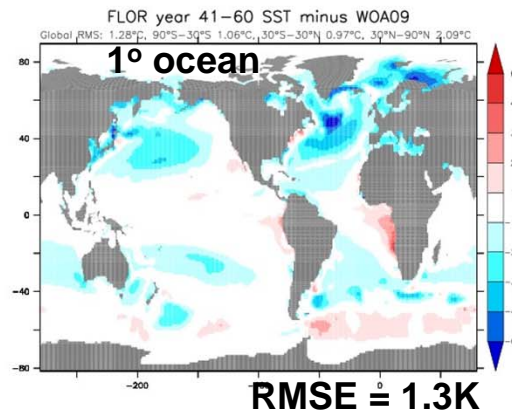 FLOR year 41-60 SST minus WOA09
Global RMS: 1.28°C, 90°S-30°S 1.06°C, 30°S-30°N 0.97°C, 30°N-90°N 2.09°C
1° ocean
80
40
0
-40
-80
-200
0
RMSE = 1.3K